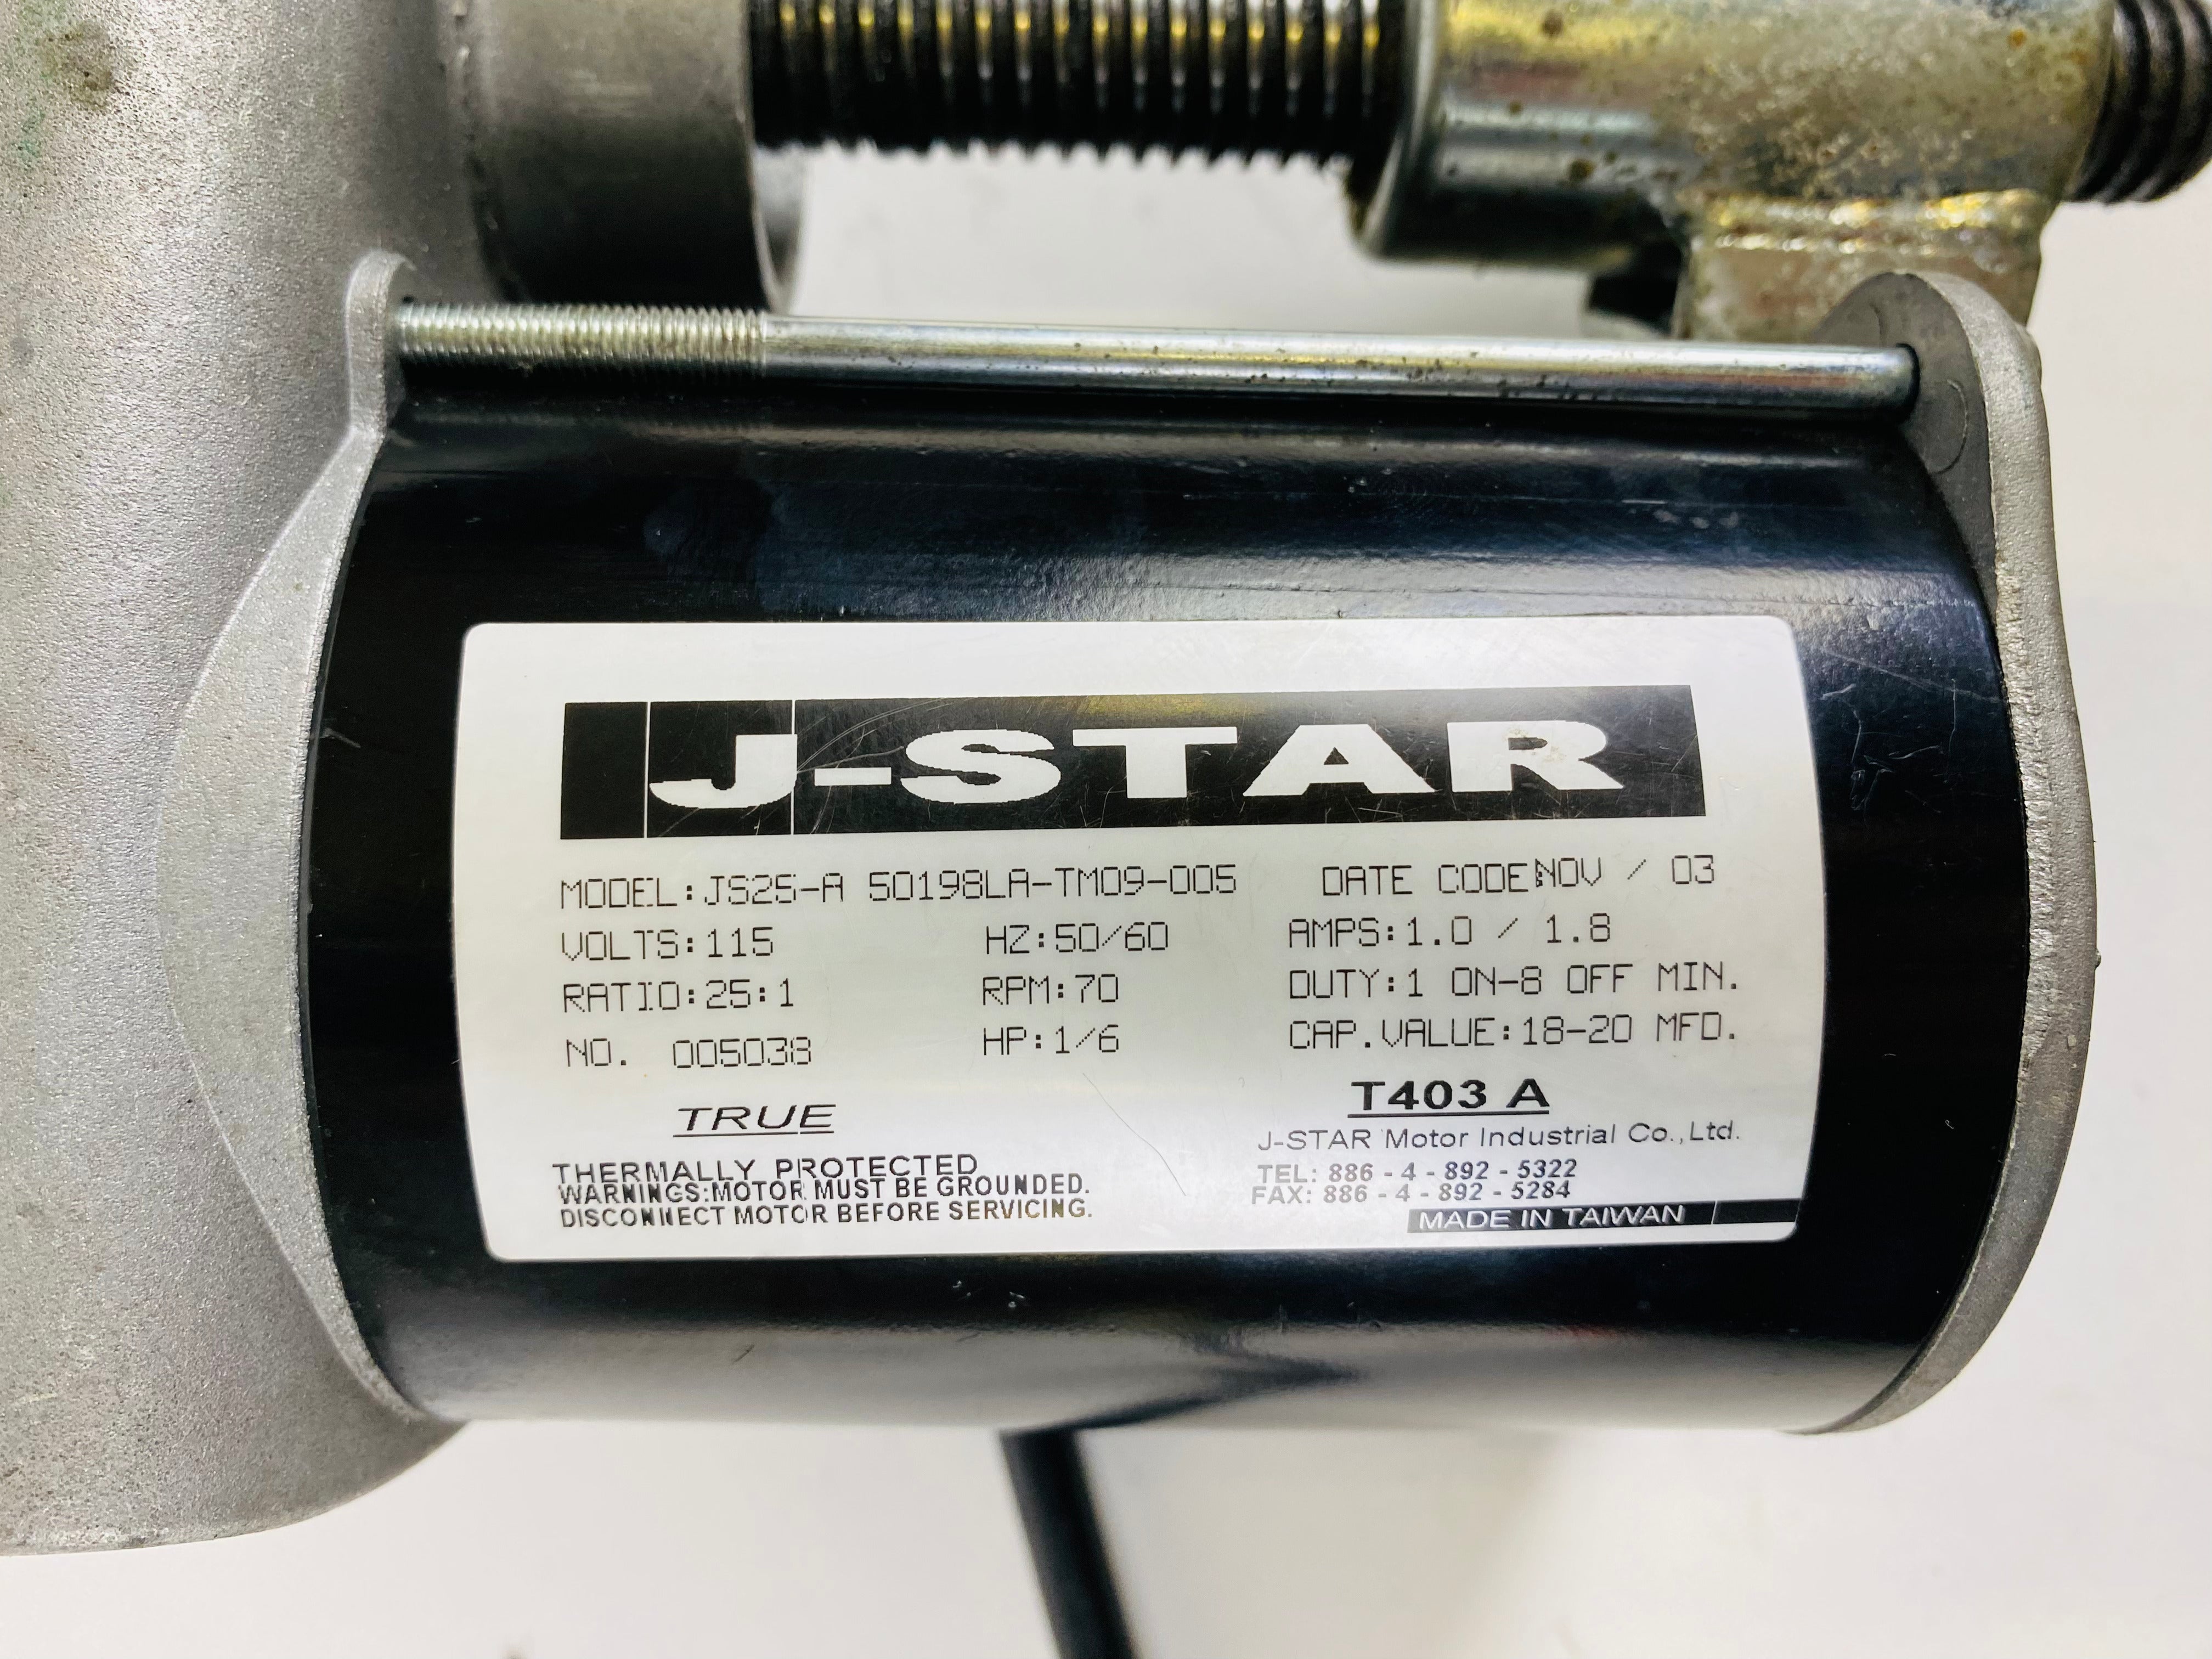 J-STAR
MODEL:JS25-A 50198LA-TM09-005 DATE CODE:NOV / 03
VOLTS:115 HZ:50/60 AMPS:1.0 / 1.8
RATIO:25:1 RPM:70 DUTY:1 ON-8 OFF MIN.
NO. 005038 HP:1/6 CAP.VALUE:18-20 MFD.
TRUE
THERMALLY PROTECTED
WARNINGS:MOTOR MUST BE GROUNDED.
DISCONNECT MOTOR BEFORE SERVICING.
T403 A
J-STAR Motor Industrial Co.,Ltd.
TEL: 886 - 4 - 892 - 5322
FAX: 886 - 4 - 892 - 5284
MADE IN TAIWAN